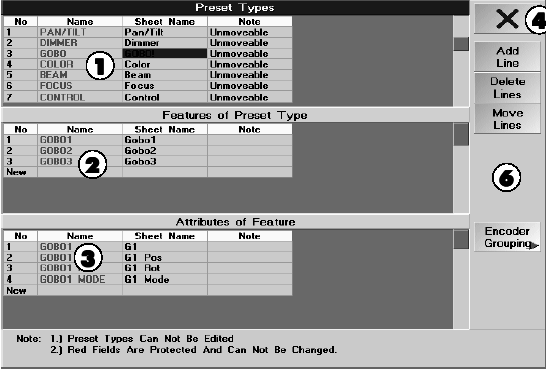 Preset Types
No Name Sheet Name Note
1 PAN/TILT Pan/Tilt Unmoveable
2 DIMMER Dimmer Unmoveable
3 GOBO Unmoveable
4 COLOR Color Unmoveable
5 BEAM Beam Unmoveable
6 FOCUS Focus Unmoveable
7 CONTROL Control Unmoveable
1
Features of Preset Type
No Name Sheet Name Note
1 GOBO1 Gobo1
2 GOBO2 Gobo2
3 GOBO3 Gobo3
New
2
Attributes of Feature
No Name Sheet Name Note
1 GOBO1 G1
2 GOBO1 G1 Pos
3 GOBO1 G1 Rot
4 GOBO1 MODE G1 Mode
New
3
Note: 1.) Preset Types Can Not Be Edited
2.) Red Fields Are Protected And Can Not Be Changed.
4
Add
Line
Delete
Lines
Move
Lines
6
Encoder
Grouping